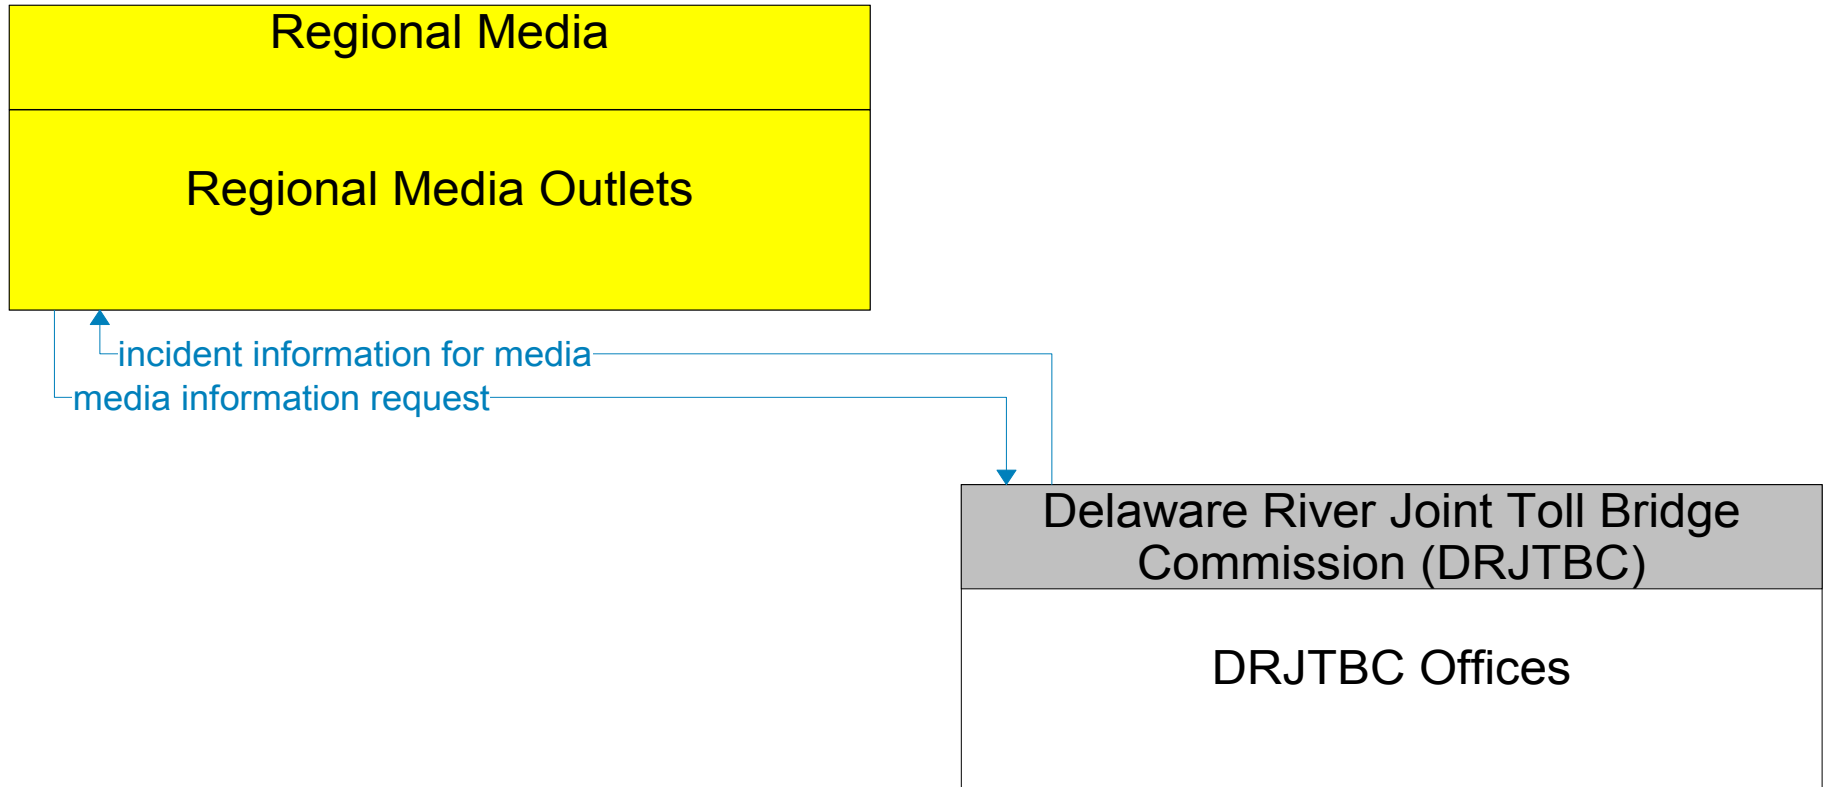 Regional Media
Regional Media Outlets
incident information for media
media information request
Delaware River Joint Toll Bridge
Commission (DRJTBC)
DRJTBC Offices